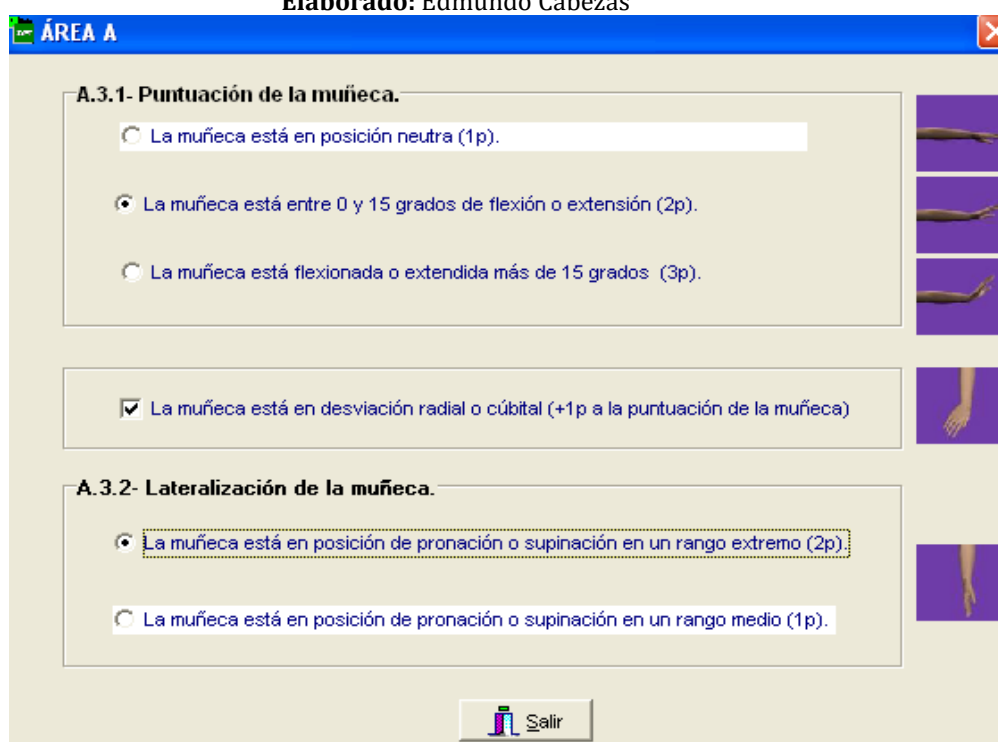 Elaborado: Edmundo Cabezas
ÁREA A
A.3.1- Puntuación de la muñeca.
La muñeca está en posición neutra (1p).
La muñeca está entre 0 y 15 grados de flexión o extensión (2p).
La muñeca está flexionada o extendida más de 15 grados (3p).
La muñeca está en desviación radial o cúbital (+1p a la puntuación de la muñeca)
A.3.2- Lateralización de la muñeca.
La muñeca está en posición de pronación o supinación en un rango extremo (2p).
La muñeca está en posición de pronación o supinación en un rango medio (1p).
Salir